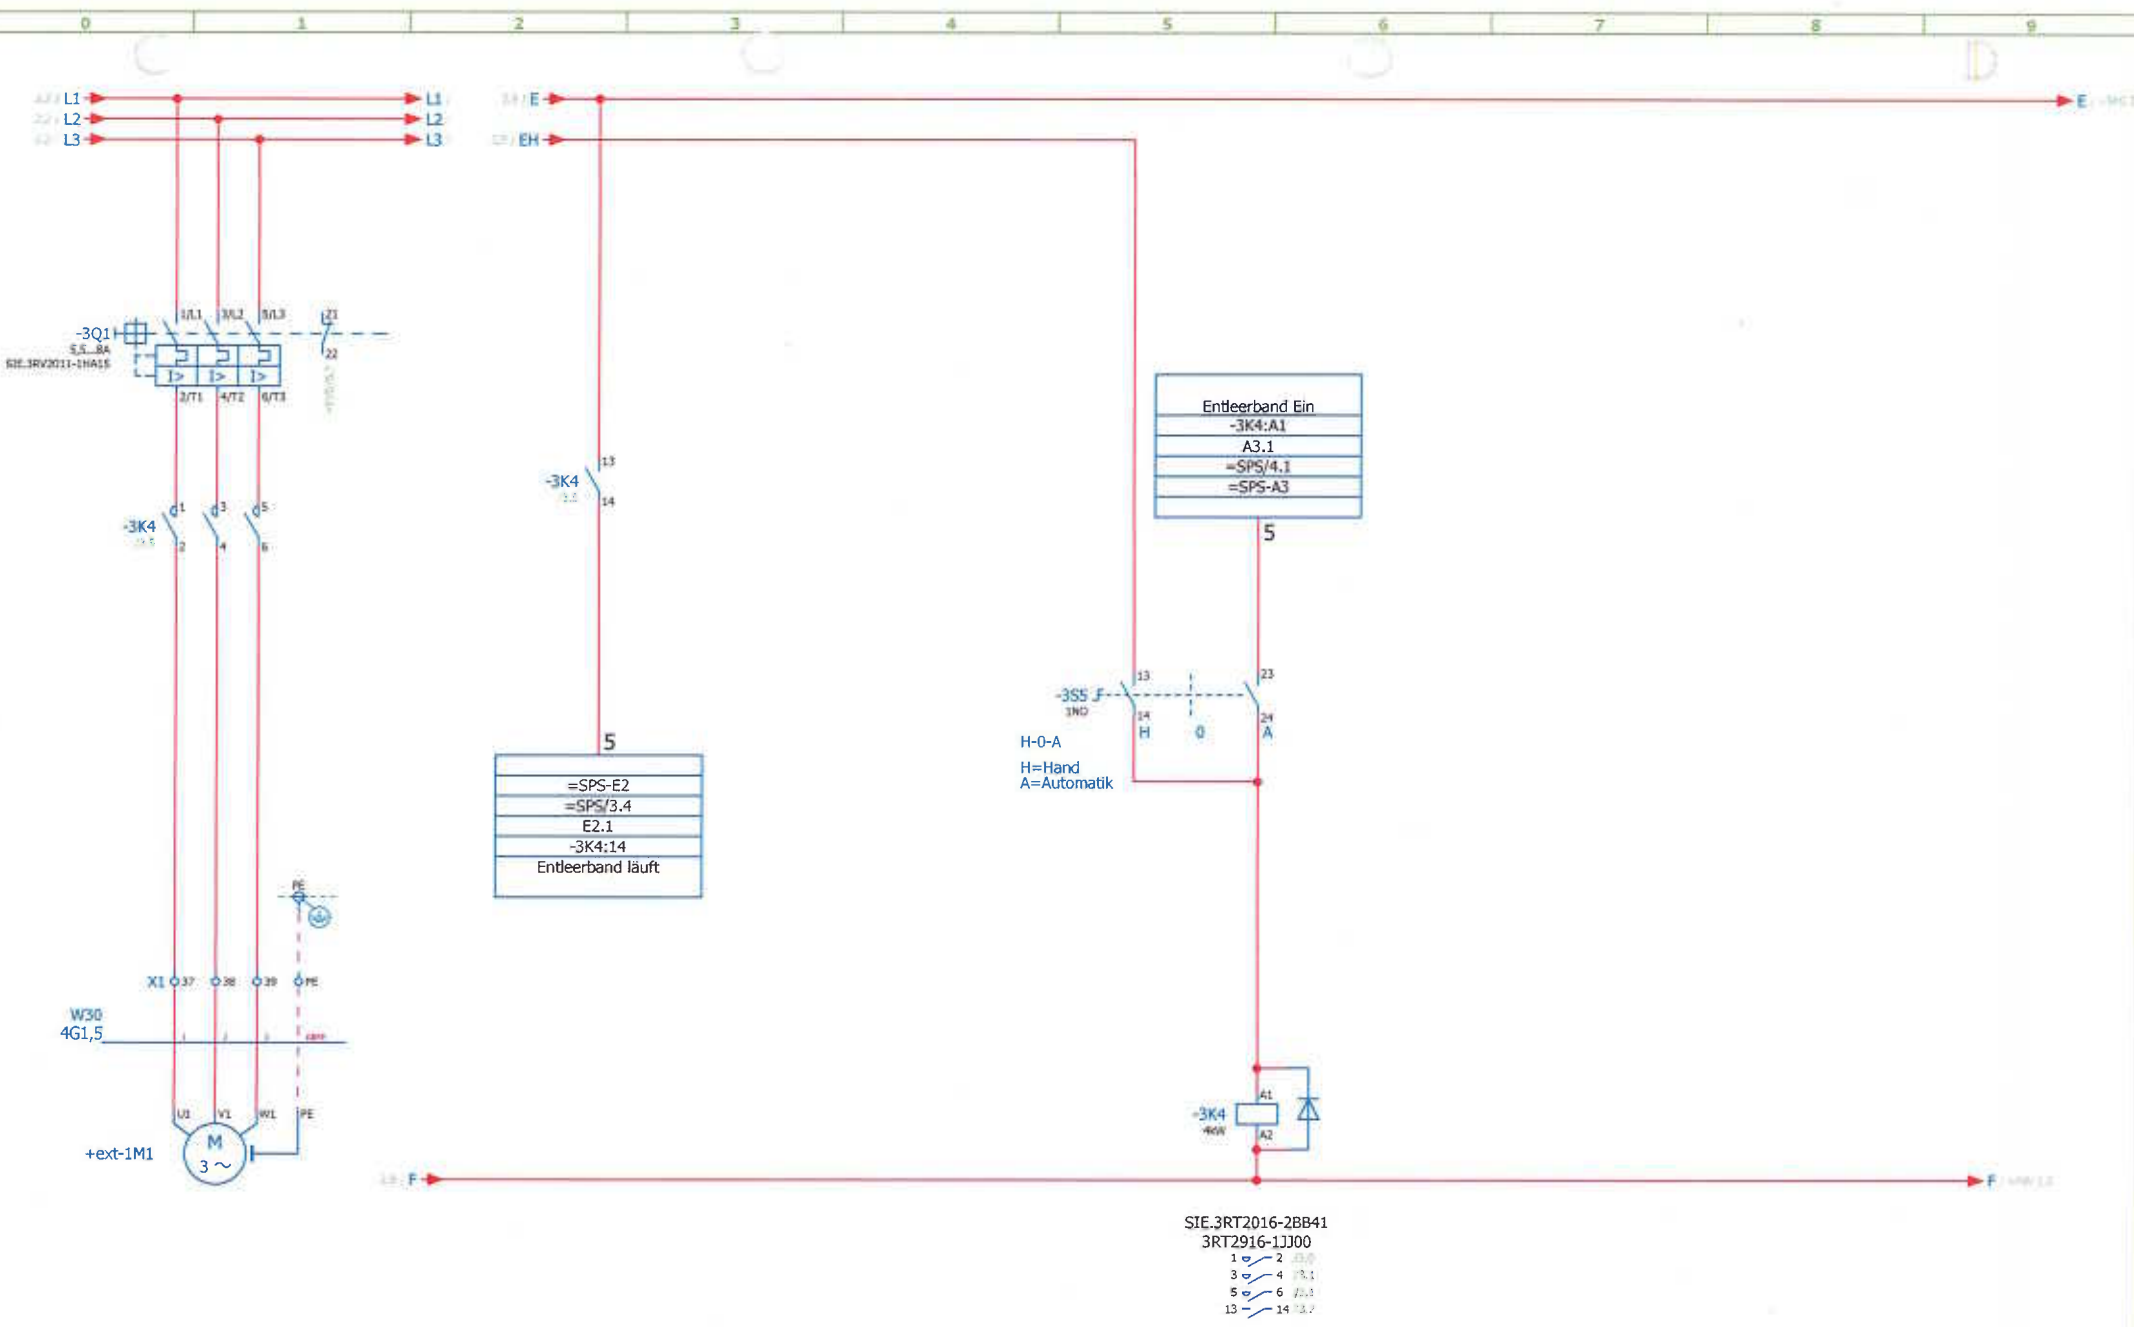 0 1 2 3 4 5 6 7 8 9
L1 L1
L2 L2
L3 L3
E E
EH
-3Q1
5,5...8A
SIE.3RV2011-1HA15
1/L1 3/L2 5/L3
21
22
I> I> I>
2/T1 4/T2 6/T3
-3K4
1 3 5
2 4 6
-3K4
13
14
5
=SPS-E2
=SPS/3.4
E2.1
-3K4:14
Entleerband läuft
Entleerband Ein
-3K4:A1
A3.1
=SPS/4.1
=SPS-A3
5
-3S5
1NO
13 23
14 24
H 0 A
H-0-A
H=Hand
A=Automatik
PE
X1 37 38 39 PE
W30
4G1,5
U1 V1 W1 PE
M
3 ~
+ext-1M1
-3K4
4kW
A1
A2
F F
SIE.3RT2016-2BB41
3RT2916-1JJ00
1 2
3 4
5 6
13 14